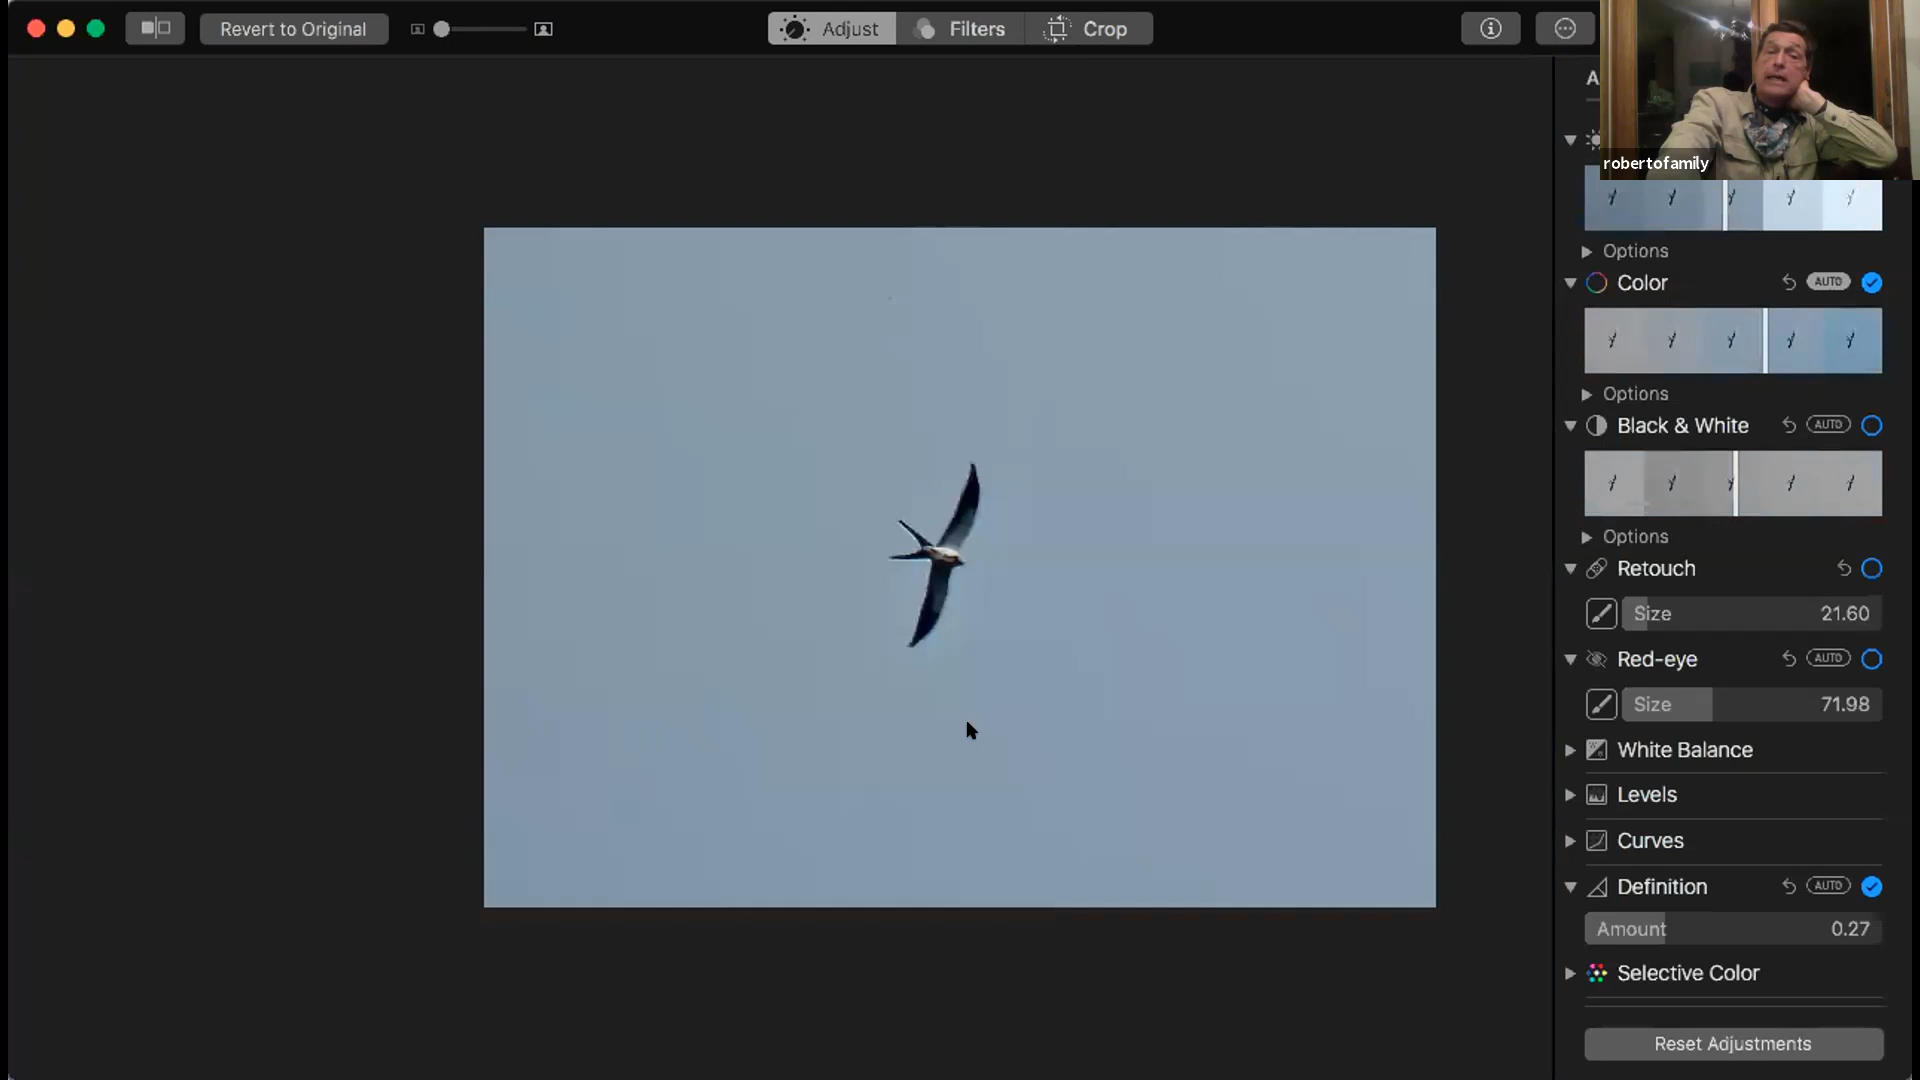 Revert to Original
Adjust
Filters
Crop
robertofamily
A
Options
Color
AUTO
Options
Black & White
AUTO
Options
Retouch
Size
21.60
Red-eye
AUTO
Size
71.98
White Balance
Levels
Curves
Definition
AUTO
Amount
0.27
Selective Color
Reset Adjustments